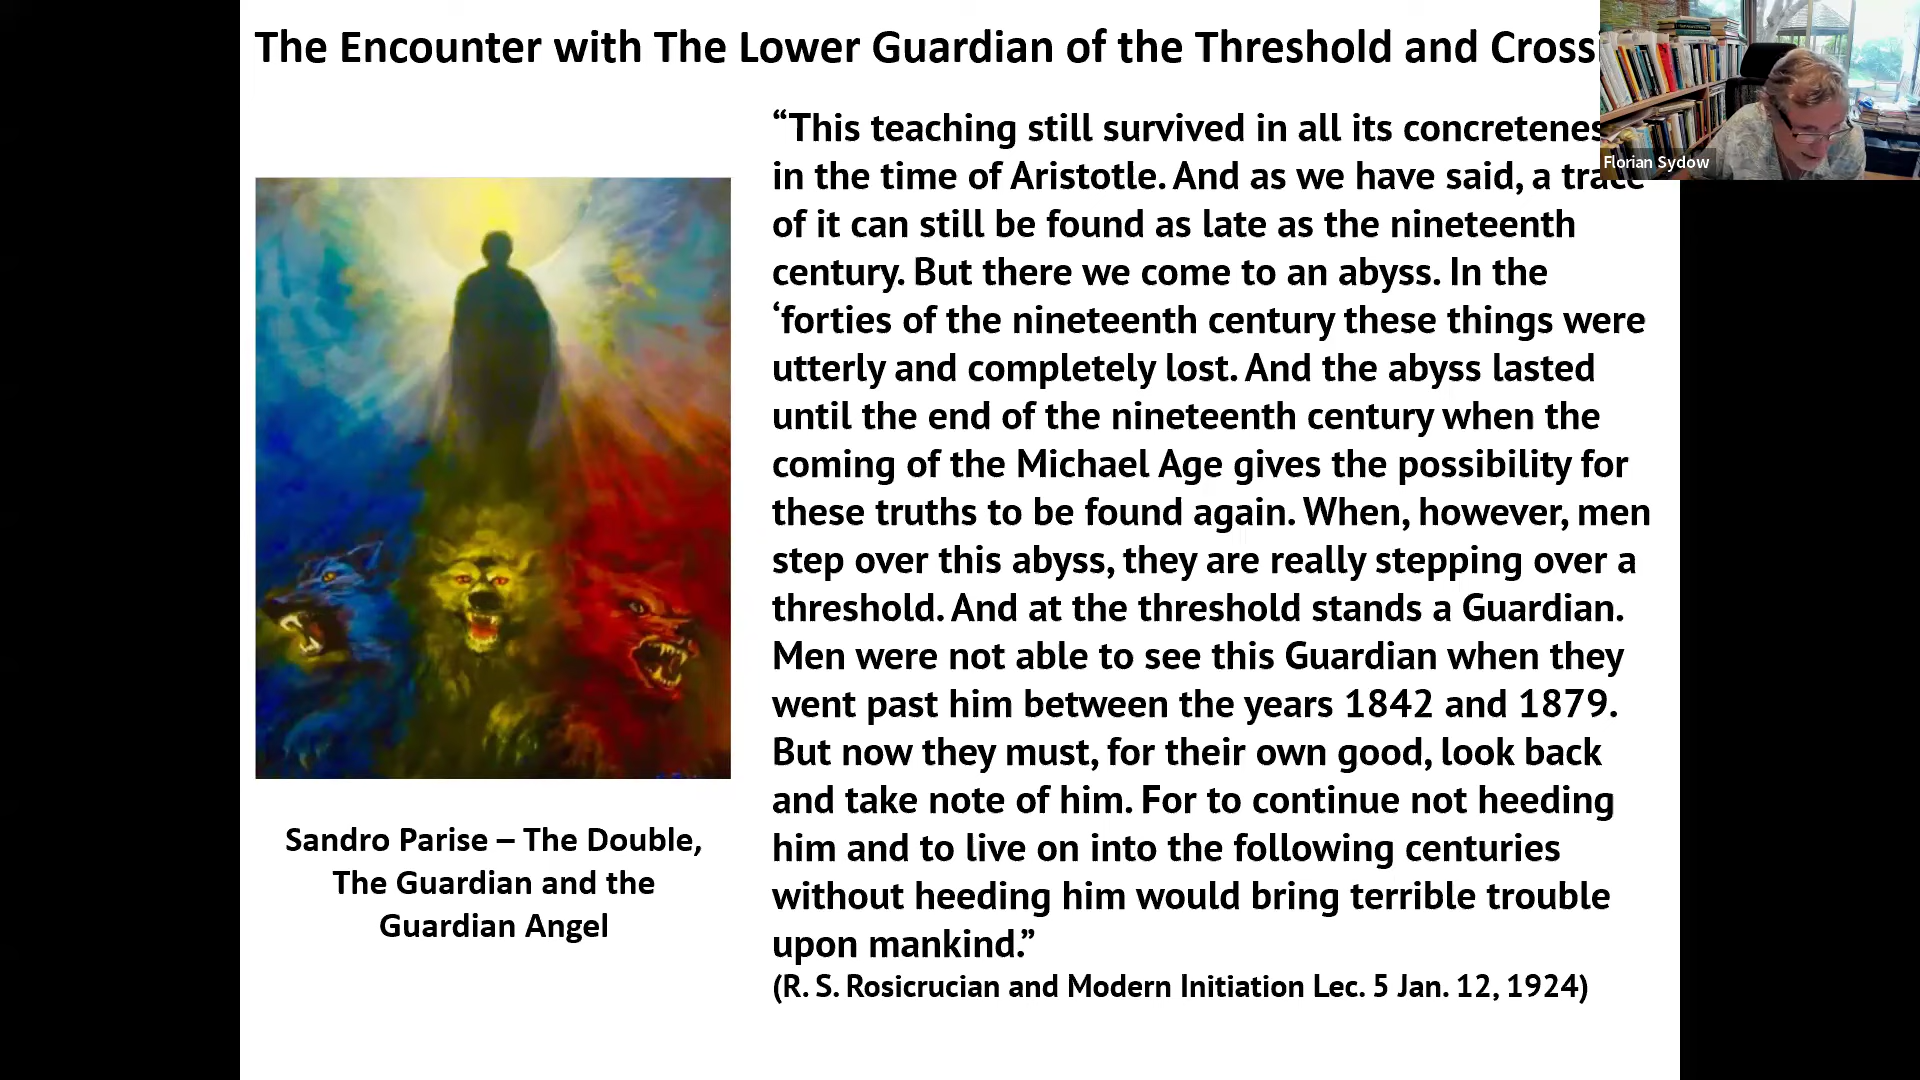 The Encounter with The Lower Guardian of the Threshold and Cross
Florian Sydow
“This teaching still survived in all its concretenes
in the time of Aristotle. And as we have said, a trace
of it can still be found as late as the nineteenth
century. But there we come to an abyss. In the
‘forties of the nineteenth century these things were
utterly and completely lost. And the abyss lasted
until the end of the nineteenth century when the
coming of the Michael Age gives the possibility for
these truths to be found again. When, however, men
step over this abyss, they are really stepping over a
threshold. And at the threshold stands a Guardian.
Men were not able to see this Guardian when they
went past him between the years 1842 and 1879.
But now they must, for their own good, look back
and take note of him. For to continue not heeding
him and to live on into the following centuries
without heeding him would bring terrible trouble
upon mankind.”
(R. S. Rosicrucian and Modern Initiation Lec. 5 Jan. 12, 1924)
Sandro Parise – The Double,
The Guardian and the
Guardian Angel